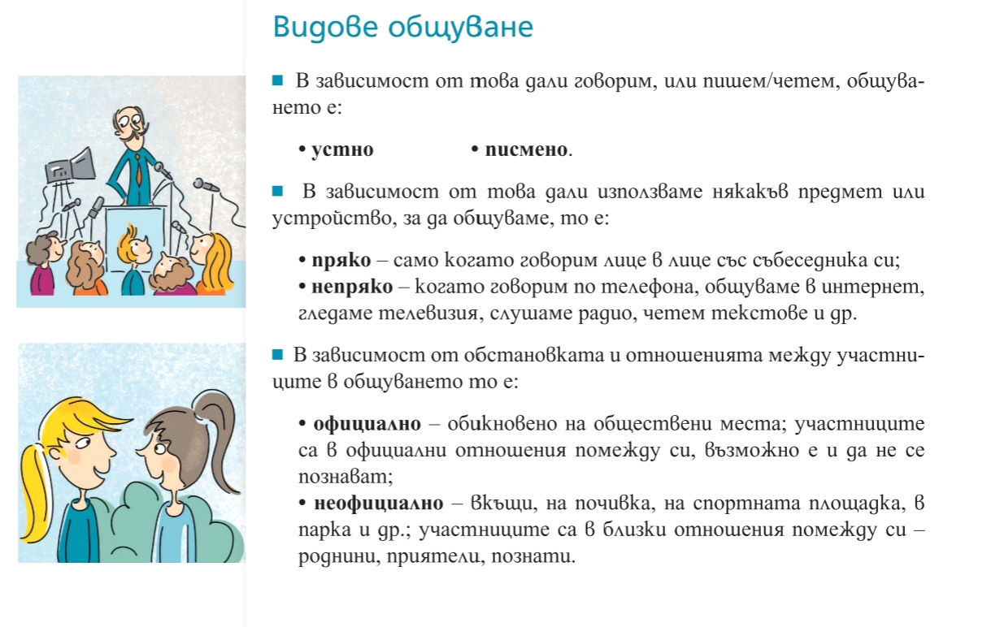 Видове общуване
■ В зависимост от това дали говорим, или пишем/четем, общува-
нето е:
• устно • писмено.
■ В зависимост от това дали използваме някакъв предмет или
устройство, за да общуваме, то е:
• пряко – само когато говорим лице в лице със събеседника си;
• непряко – когато говорим по телефона, общуваме в интернет,
гледаме телевизия, слушаме радио, четем текстове и др.
■ В зависимост от обстановката и отношенията между участни-
ците в общуването то е:
• официално – обикновено на обществени места; участниците
са в официални отношения помежду си, възможно е и да не се
познават;
• неофициално – вкъщи, на почивка, на спортната площадка, в
парка и др.; участниците са в близки отношения помежду си –
роднини, приятели, познати.